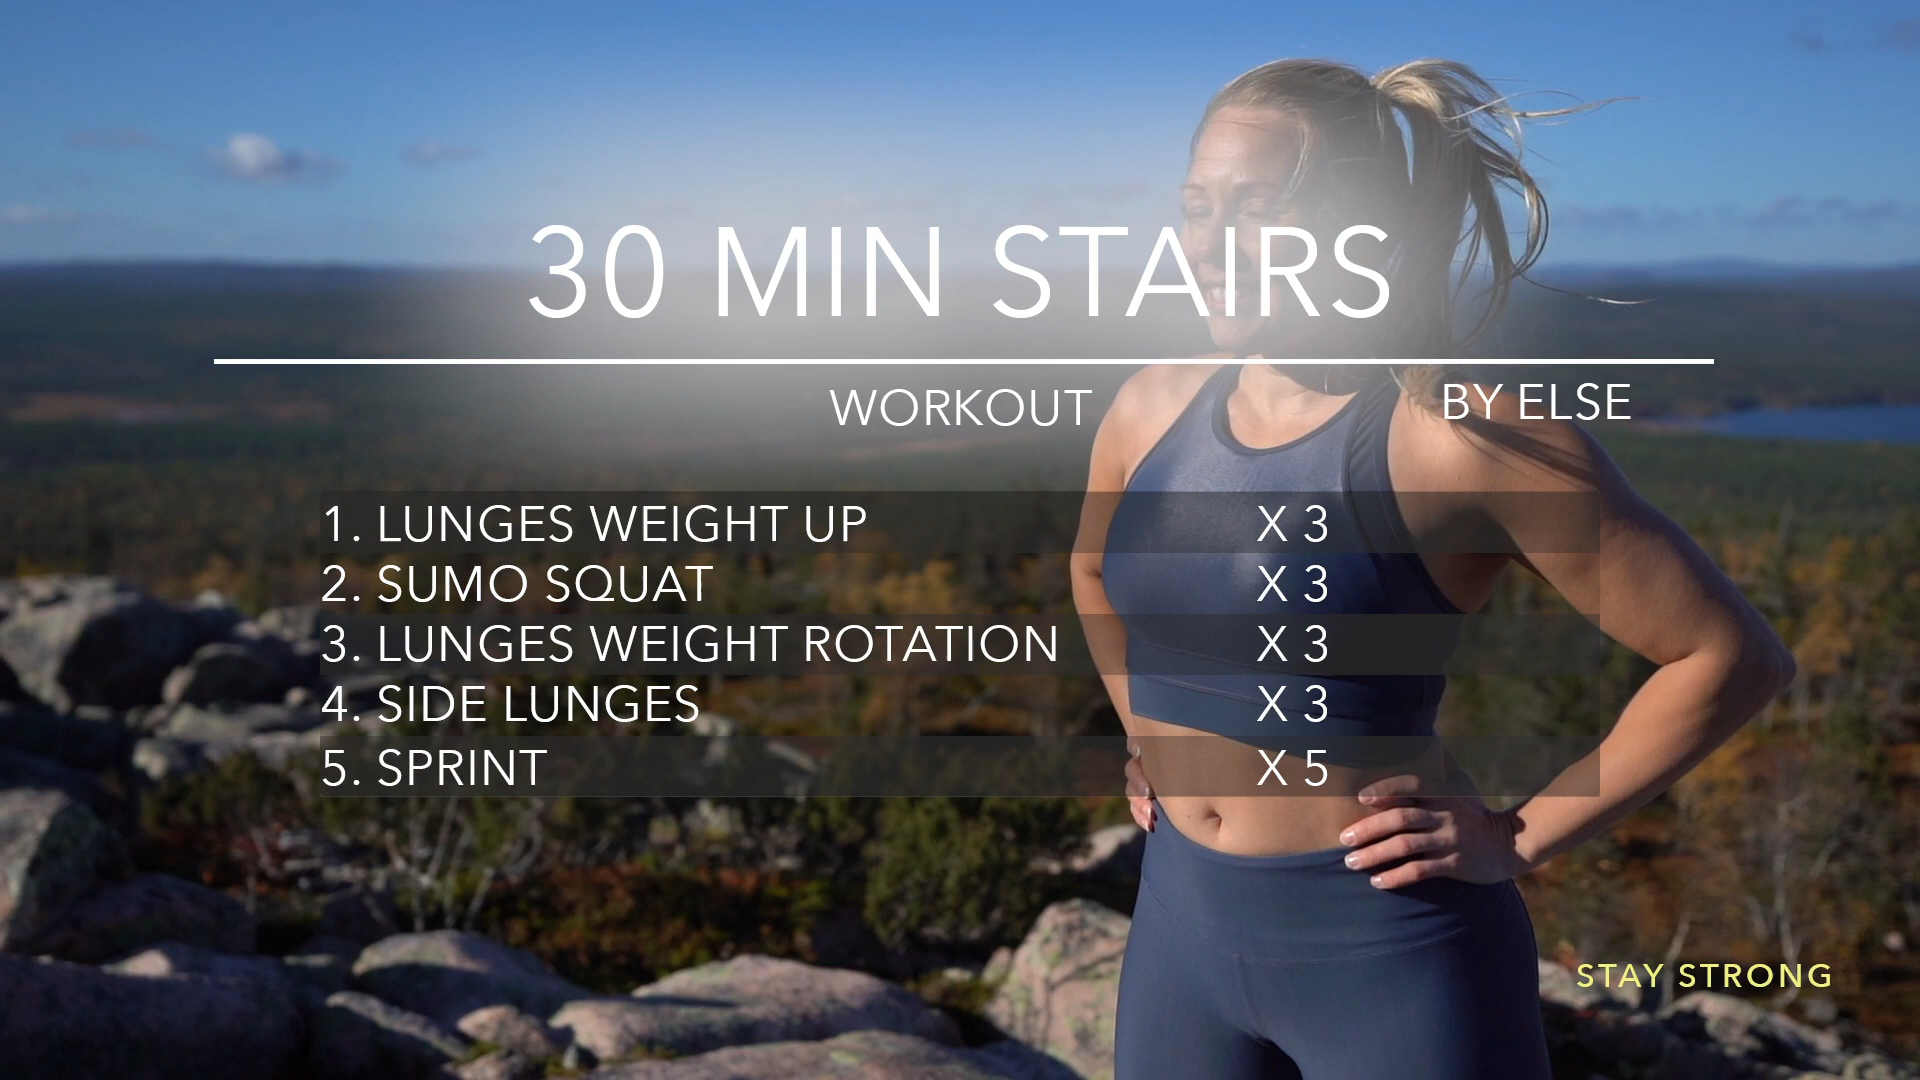 30 MIN STAIRS
WORKOUT
BY ELSE
1. LUNGES WEIGHT UP X 3
2. SUMO SQUAT X 3
3. LUNGES WEIGHT ROTATION X 3
4. SIDE LUNGES X 3
5. SPRINT X 5
STAY STRONG